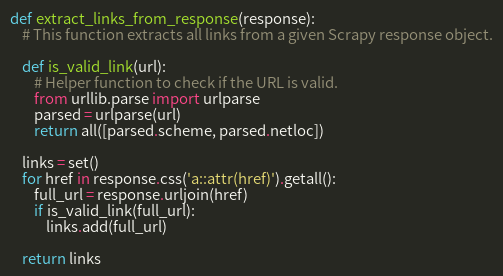 def extract_links_from_response(response):
    # This function extracts all links from a given Scrapy response object.

    def is_valid_link(url):
        # Helper function to check if the URL is valid.
        from urllib.parse import urlparse
        parsed = urlparse(url)
        return all([parsed.scheme, parsed.netloc])

    links = set()
    for href in response.css('a::attr(href)').getall():
        full_url = response.urljoin(href)
        if is_valid_link(full_url):
            links.add(full_url)

    return links